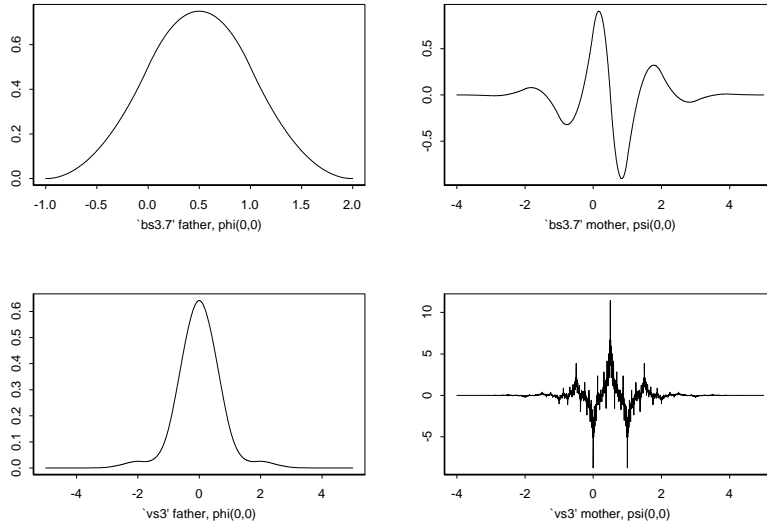 0.0 0.2 0.4 0.6
-1.0 -0.5 0.0 0.5 1.0 1.5 2.0
`bs3.7' father, phi(0,0)
-0.5 0.0 0.5
-4 -2 0 2 4
`bs3.7' mother, psi(0,0)
0.0 0.1 0.2 0.3 0.4 0.5 0.6
-4 -2 0 2 4
`vs3' father, phi(0,0)
-5 0 5 10
-4 -2 0 2 4
`vs3' mother, psi(0,0)